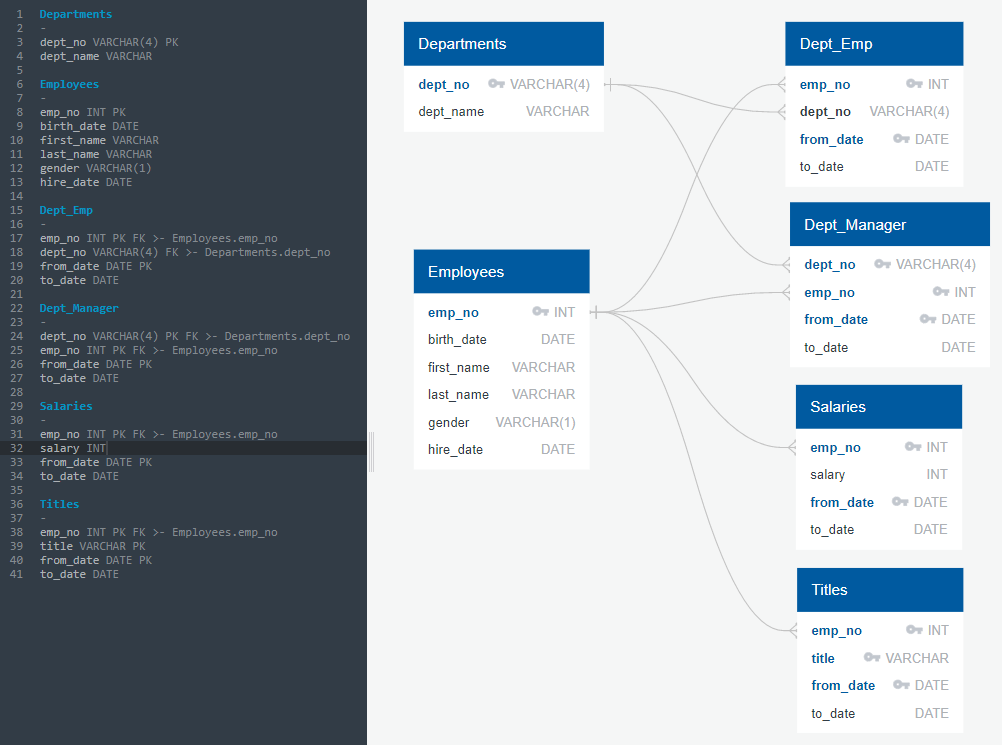 1 Departments
2 -
3 dept_no VARCHAR(4) PK
4 dept_name VARCHAR
5
6 Employees
7 -
8 emp_no INT PK
9 birth_date DATE
10 first_name VARCHAR
11 last_name VARCHAR
12 gender VARCHAR(1)
13 hire_date DATE
14
15 Dept_Emp
16 -
17 emp_no INT PK FK >- Employees.emp_no
18 dept_no VARCHAR(4) FK >- Departments.dept_no
19 from_date DATE PK
20 to_date DATE
21
22 Dept_Manager
23 -
24 dept_no VARCHAR(4) PK FK >- Departments.dept_no
25 emp_no INT PK FK >- Employees.emp_no
26 from_date DATE PK
27 to_date DATE
28
29 Salaries
30 -
31 emp_no INT PK FK >- Employees.emp_no
32 salary INT
33 from_date DATE PK
34 to_date DATE
35
36 Titles
37 -
38 emp_no INT PK FK >- Employees.emp_no
39 title VARCHAR PK
40 from_date DATE PK
41 to_date DATE
Departments
dept_no VARCHAR(4)
dept_name VARCHAR
Employees
emp_no INT
birth_date DATE
first_name VARCHAR
last_name VARCHAR
gender VARCHAR(1)
hire_date DATE
Dept_Emp
emp_no INT
dept_no VARCHAR(4)
from_date DATE
to_date DATE
Dept_Manager
dept_no VARCHAR(4)
emp_no INT
from_date DATE
to_date DATE
Salaries
emp_no INT
salary INT
from_date DATE
to_date DATE
Titles
emp_no INT
title VARCHAR
from_date DATE
to_date DATE